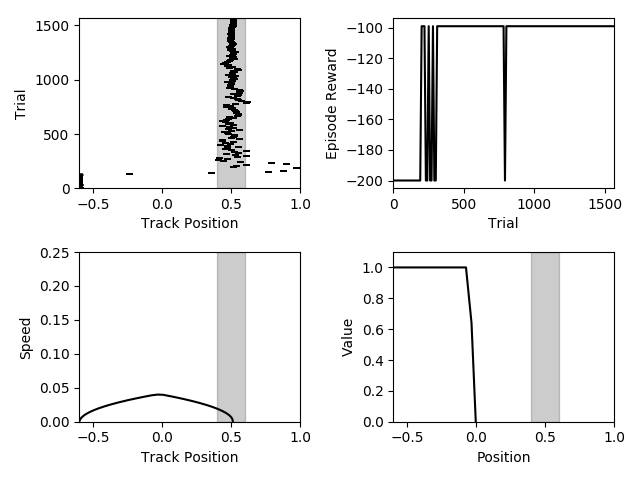 1500
1000
500
0
Trial
−0.5 0.0 0.5 1.0
Track Position
−100
−120
−140
−160
−180
−200
Episode Reward
0 500 1000 1500
Trial
0.25
0.20
0.15
0.10
0.05
0.00
Speed
−0.5 0.0 0.5 1.0
Track Position
1.0
0.8
0.6
0.4
0.2
0.0
Value
−0.5 0.0 0.5 1.0
Position